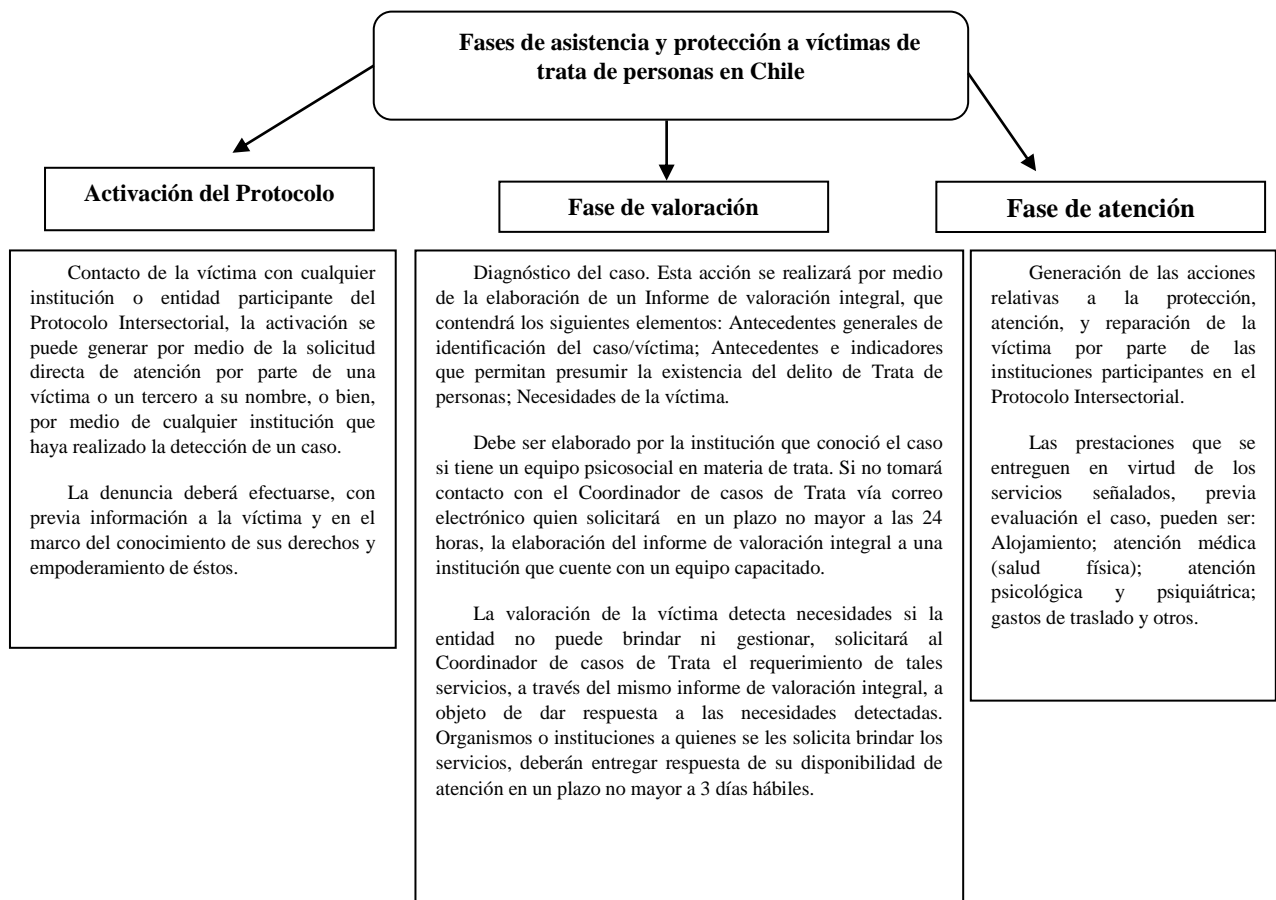 Fases de asistencia y protección a víctimas de
trata de personas en Chile
Activación del Protocolo
Contacto de la víctima con cualquier
institución o entidad participante del
Protocolo Intersectorial, la activación se
puede generar por medio de la solicitud
directa de atención por parte de una
víctima o un tercero a su nombre, o bien,
por medio de cualquier institución que
haya realizado la detección de un caso.
La denuncia deberá efectuarse, con
previa información a la víctima y en el
marco del conocimiento de sus derechos y
empoderamiento de éstos.
Fase de valoración
Diagnóstico del caso. Esta acción se realizará por medio
de la elaboración de un Informe de valoración integral, que
contendrá los siguientes elementos: Antecedentes generales de
identificación del caso/víctima; Antecedentes e indicadores
que permitan presumir la existencia del delito de Trata de
personas; Necesidades de la víctima.
Debe ser elaborado por la institución que conoció el caso
si tiene un equipo psicosocial en materia de trata. Si no tomará
contacto con el Coordinador de casos de Trata vía correo
electrónico quien solicitará en un plazo no mayor a las 24
horas, la elaboración del informe de valoración integral a una
institución que cuente con un equipo capacitado.
La valoración de la víctima detecta necesidades si la
entidad no puede brindar ni gestionar, solicitará al
Coordinador de casos de Trata el requerimiento de tales
servicios, a través del mismo informe de valoración integral, a
objeto de dar respuesta a las necesidades detectadas.
Organismos o instituciones a quienes se les solicita brindar los
servicios, deberán entregar respuesta de su disponibilidad de
atención en un plazo no mayor a 3 días hábiles.
Fase de atención
Generación de las acciones
relativas a la protección,
atención, y reparación de la
víctima por parte de las
instituciones participantes en el
Protocolo Intersectorial.
Las prestaciones que se
entreguen en virtud de los
servicios señalados, previa
evaluación el caso, pueden ser:
Alojamiento; atención médica
(salud física); atención
psicológica y psiquiátrica;
gastos de traslado y otros.